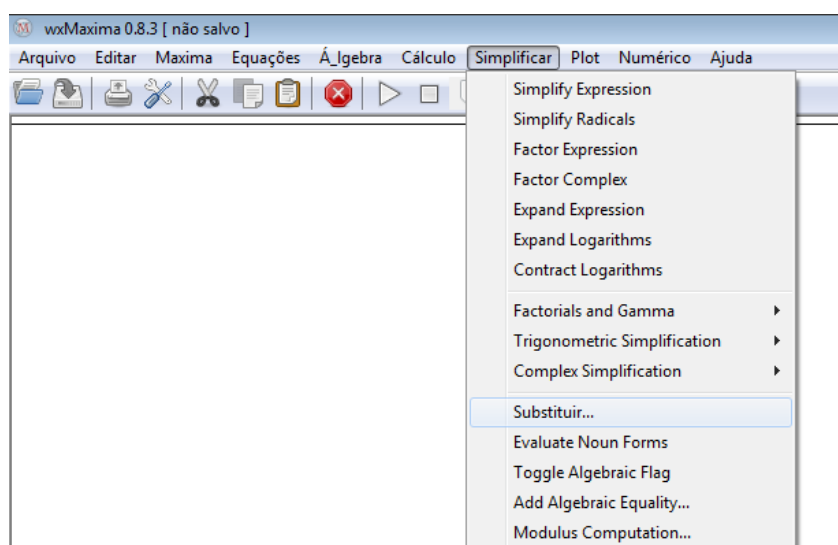 wxMaxima 0.8.3 [ não salvo ]
Arquivo Editar Maxima Equações Á_lgebra Cálculo Simplificar Plot Numérico Ajuda
Simplify Expression
Simplify Radicals
Factor Expression
Factor Complex
Expand Expression
Expand Logarithms
Contract Logarithms
Factorials and Gamma
Trigonometric Simplification
Complex Simplification
Substituir...
Evaluate Noun Forms
Toggle Algebraic Flag
Add Algebraic Equality...
Modulus Computation...